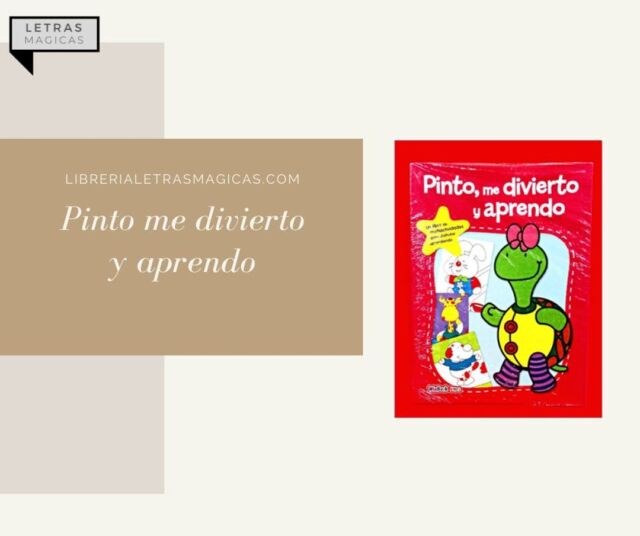 LETRAS
MAGICAS
LIBRERIALETRASMAGICAS.COM
Pinto me divierto
y aprendo
Pinto, me divierto
y aprendo